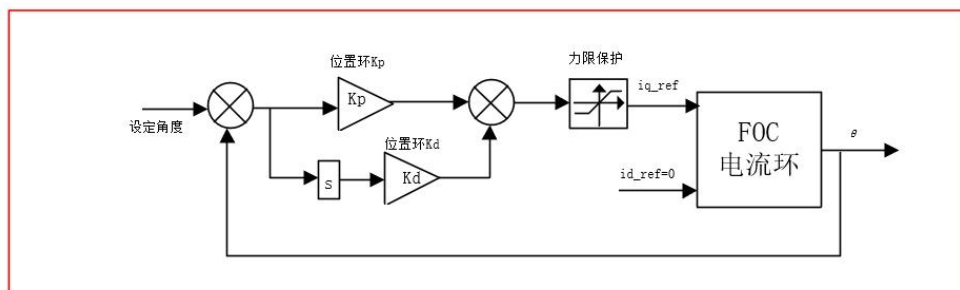 位置环Kp
力限保护
Kp
iq_ref
设定角度
FOC
电流环
θ
位置环Kd
S
Kd
id_ref=0